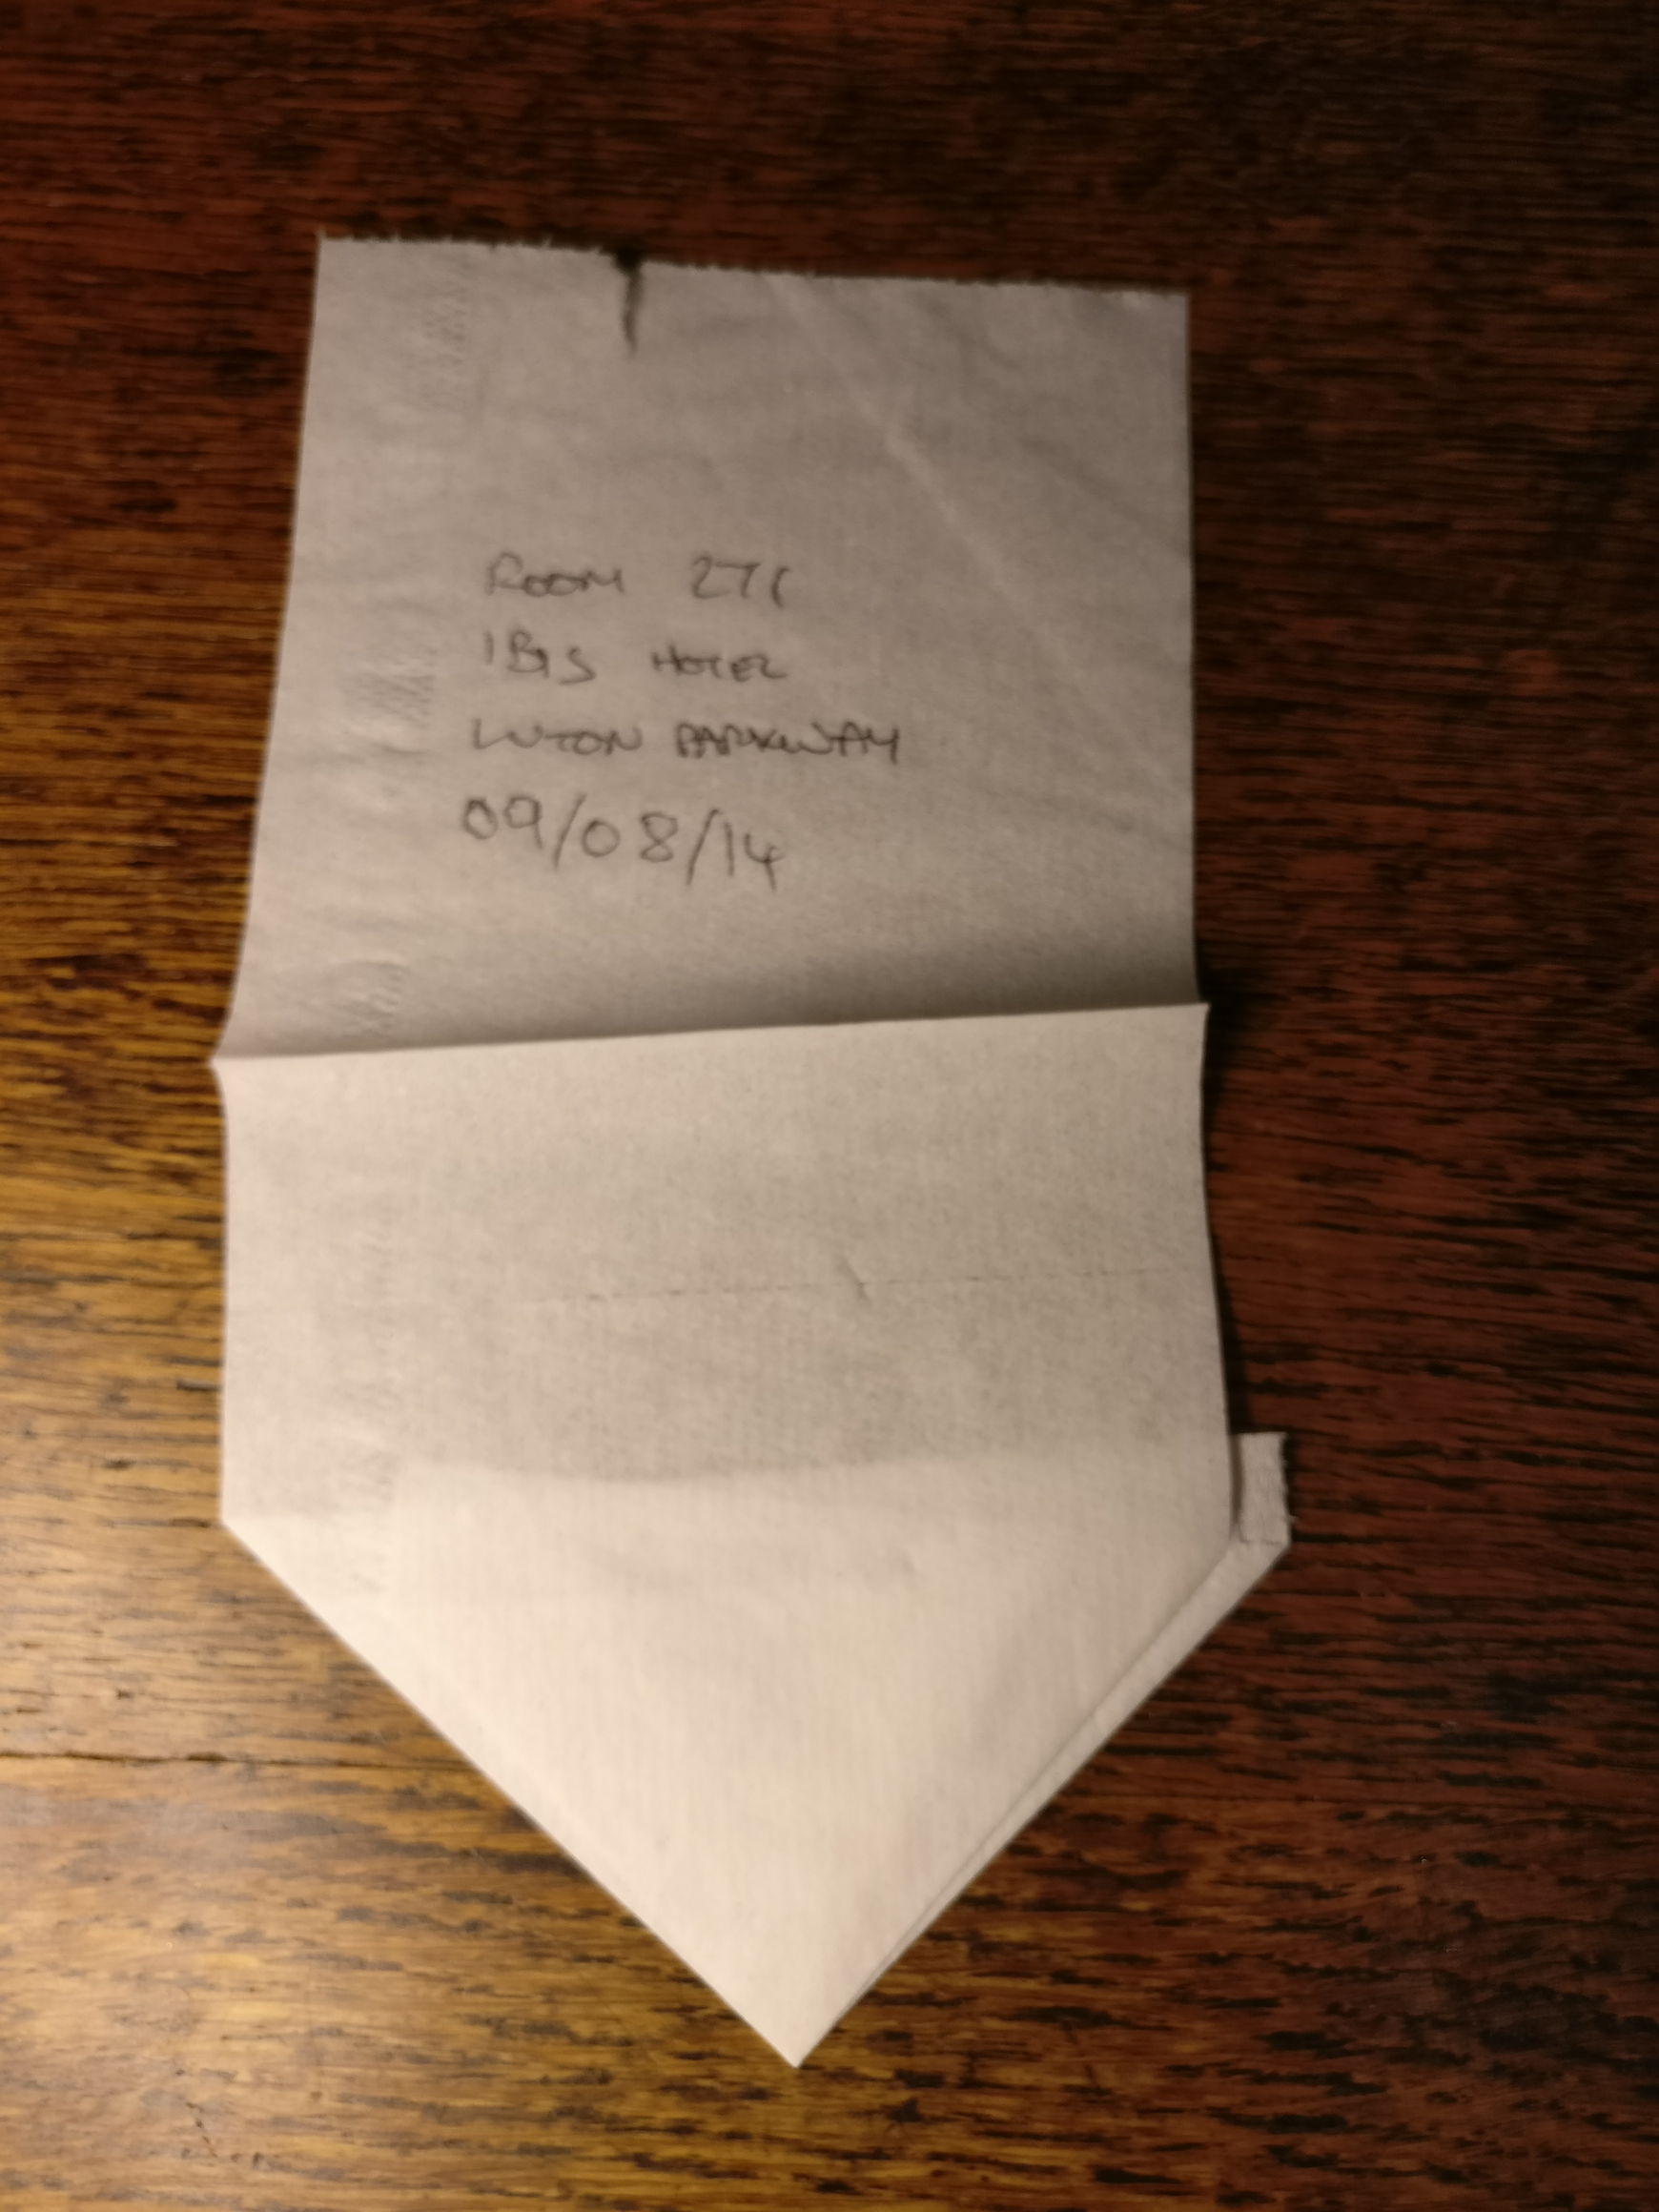 ROOM 271
IBIS HOTEL
LUTON PARKWAY
09/08/14